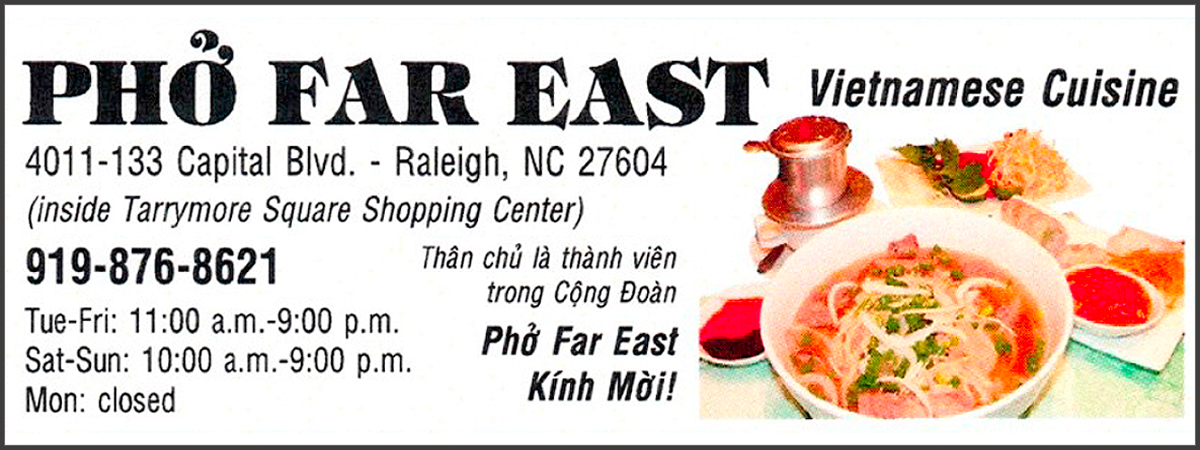 PHỞ FAR EAST
Vietnamese Cuisine
4011-133 Capital Blvd. - Raleigh, NC 27604
(inside Tarrymore Square Shopping Center)
919-876-8621
Tue-Fri: 11:00 a.m.-9:00 p.m.
Sat-Sun: 10:00 a.m.-9:00 p.m.
Mon: closed
Thân chủ là thành viên
trong Cộng Đoàn
Phở Far East
Kính Mời!